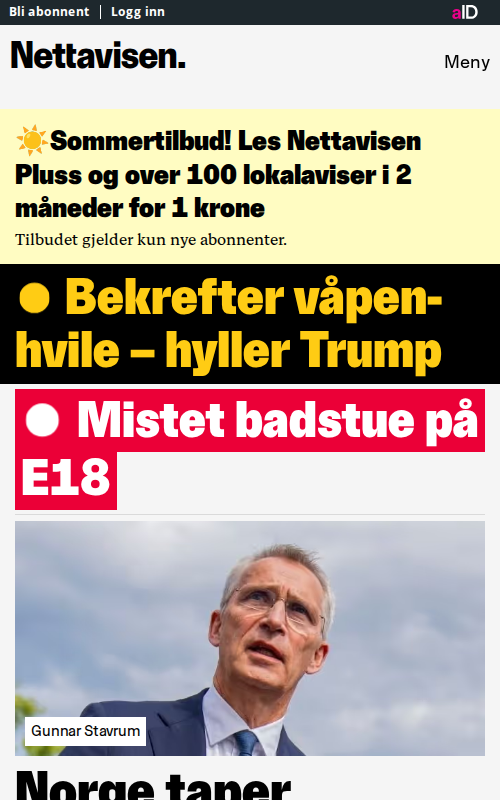 Bli abonnent | Logg inn
aID
Nettavisen.
Meny
Sommertilbud! Les Nettavisen
Pluss og over 100 lokalaviser i 2
måneder for 1 krone
Tilbudet gjelder kun nye abonnenter.
Bekrefter våpen-
hvile – hyller Trump
Mistet badstue på
E18
Gunnar Stavrum
Norge taper